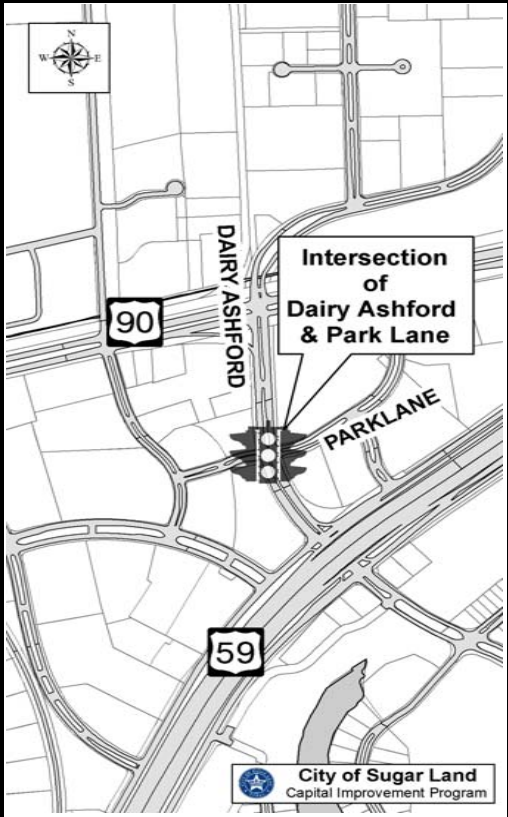 N
W E
S
DAIRY ASHFORD
Intersection
of
Dairy Ashford
& Park Lane
90
PARKLANE
59
City of Sugar Land
Capital Improvement Program